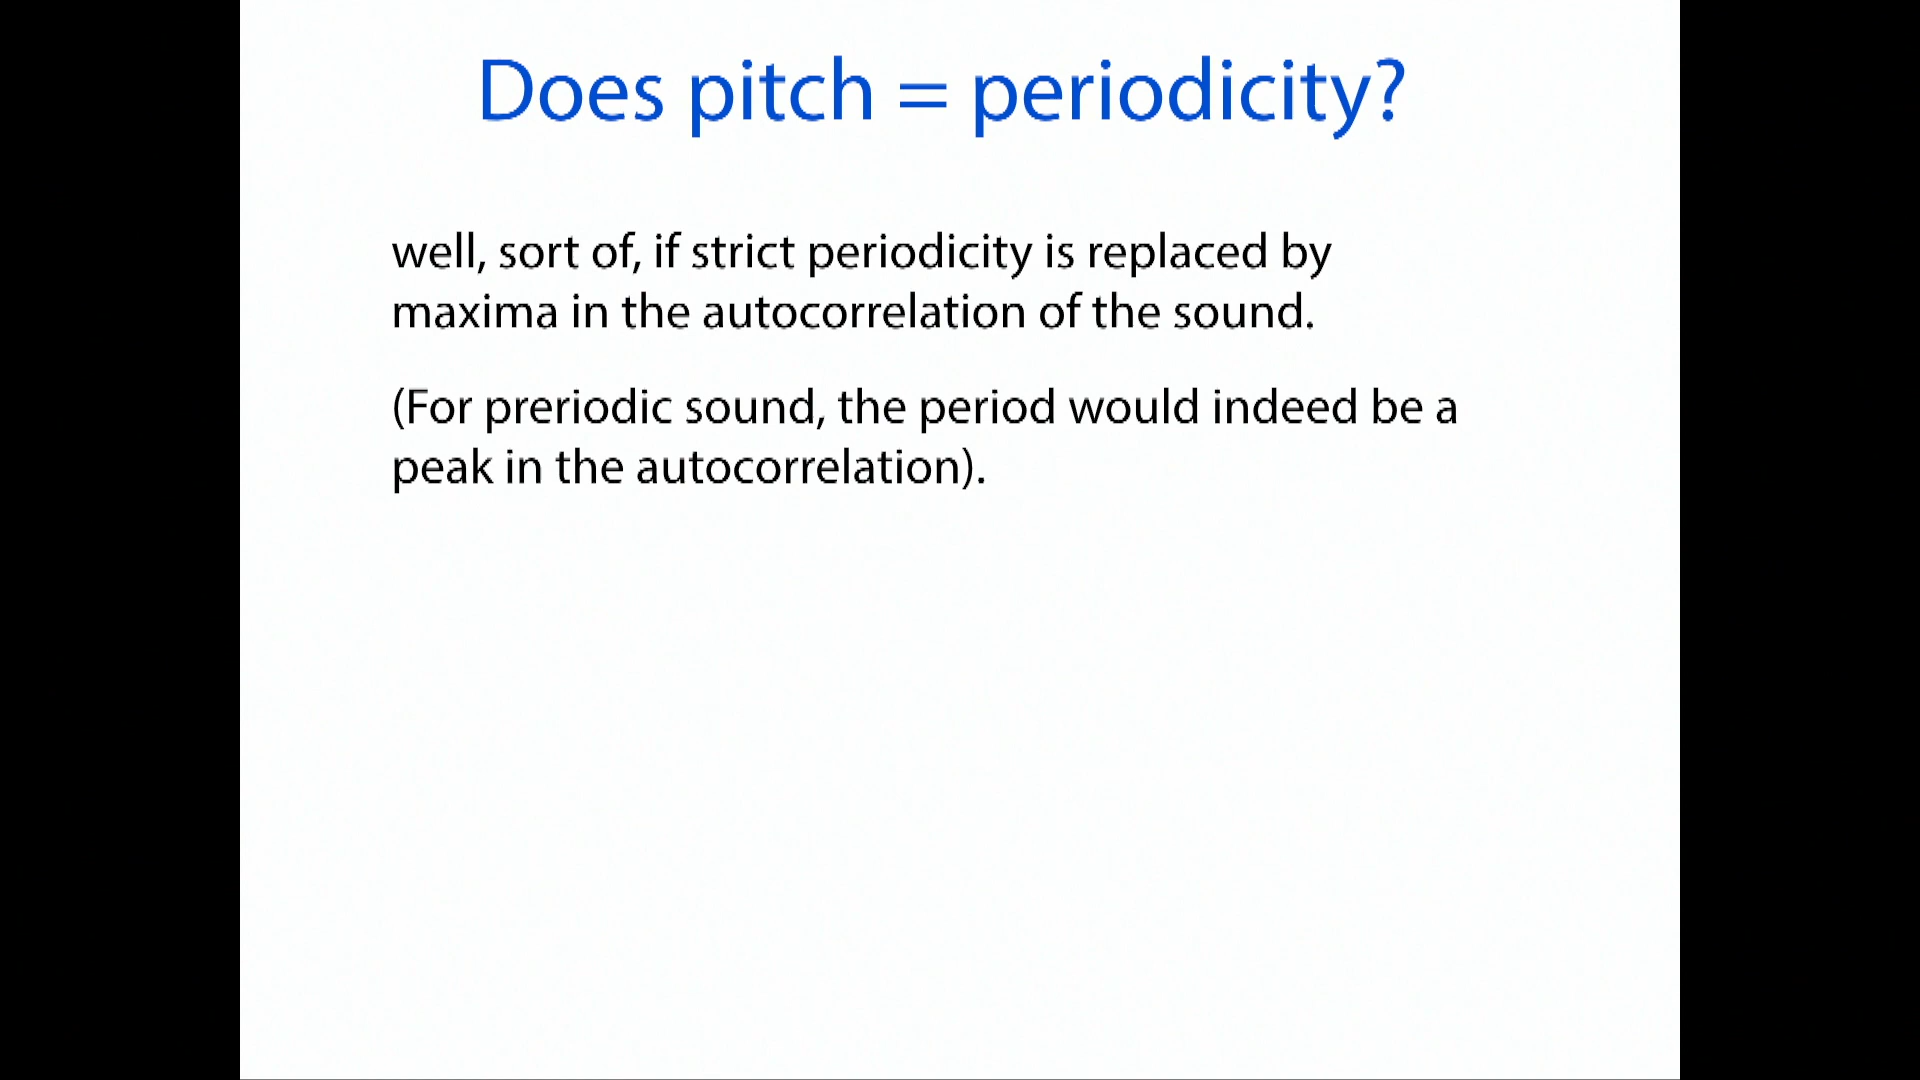 Does pitch = periodicity?
well, sort of, if strict periodicity is replaced by
maxima in the autocorrelation of the sound.
(For preriodic sound, the period would indeed be a
peak in the autocorrelation).